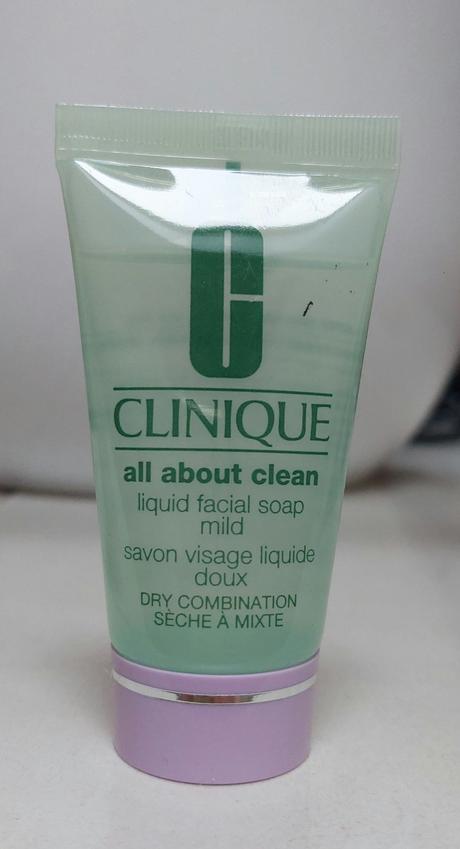 C
CLINIQUE
all about clean
liquid facial soap
mild
savon visage liquide
doux
DRY COMBINATION
SÈCHE À MIXTE